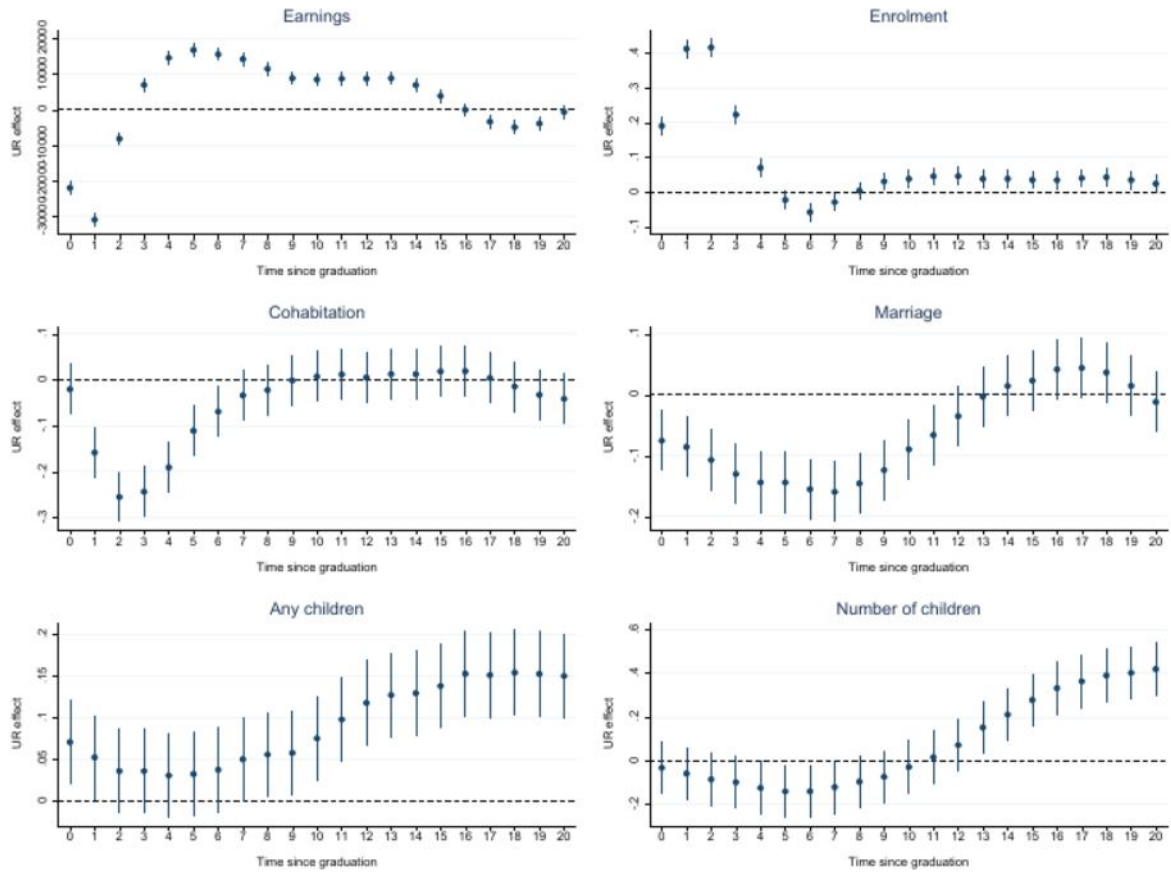 Earnings
UR effect
-30000 -20000 -10000 0 10000 20000
0 1 2 3 4 5 6 7 8 9 10 11 12 13 14 15 16 17 18 19 20
Time since graduation
Enrolment
UR effect
-.1 0 .1 .2 .3 .4
0 1 2 3 4 5 6 7 8 9 10 11 12 13 14 15 16 17 18 19 20
Time since graduation
Cohabitation
UR effect
-.3 -.2 -.1 0 .1
0 1 2 3 4 5 6 7 8 9 10 11 12 13 14 15 16 17 18 19 20
Time since graduation
Marriage
UR effect
-.2 -.1 0 .1
0 1 2 3 4 5 6 7 8 9 10 11 12 13 14 15 16 17 18 19 20
Time since graduation
Any children
UR effect
0 .05 .1 .15 .2
0 1 2 3 4 5 6 7 8 9 10 11 12 13 14 15 16 17 18 19 20
Time since graduation
Number of children
UR effect
-.2 0 .2 .4 .6
0 1 2 3 4 5 6 7 8 9 10 11 12 13 14 15 16 17 18 19 20
Time since graduation